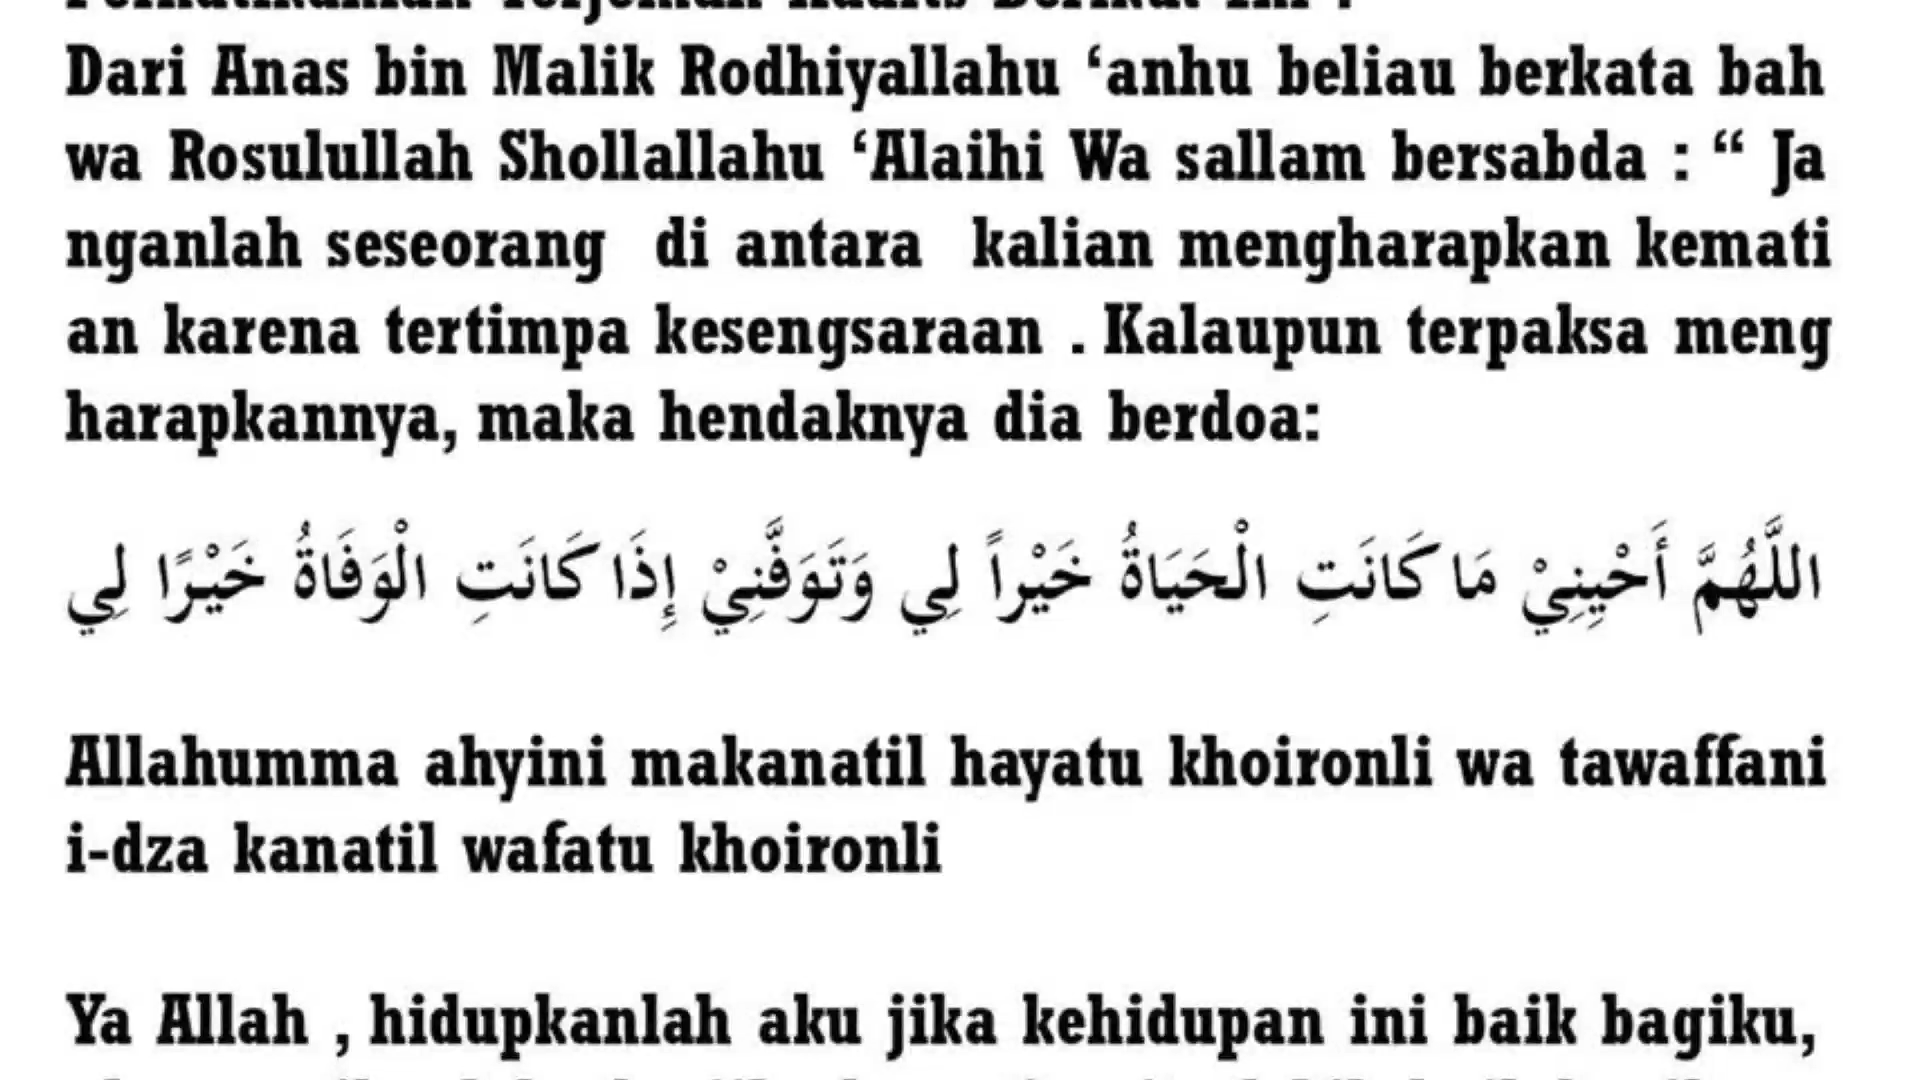 Dari Anas bin Malik Rodhiyallahu ‘anhu beliau berkata bah
wa Rosulullah Shollallahu ‘Alaihi Wa sallam bersabda : “ Ja
nganlah seseorang di antara kalian mengharapkan kemati
an karena tertimpa kesengsaraan . Kalaupun terpaksa meng
harapkannya, maka hendaknya dia berdoa:
اللَّهُمَّ أَحْيِنِيْ مَا كَانَتِ الْحَيَاةُ خَيْراً لِي وَتَوَفَّنِيْ إِذَا كَانَتِ الْوَفَاةُ خَيْرًا لِي
Allahumma ahyini makanatil hayatu khoironli wa tawaffani
i-dza kanatil wafatu khoironli
Ya Allah , hidupkanlah aku jika kehidupan ini baik bagiku,